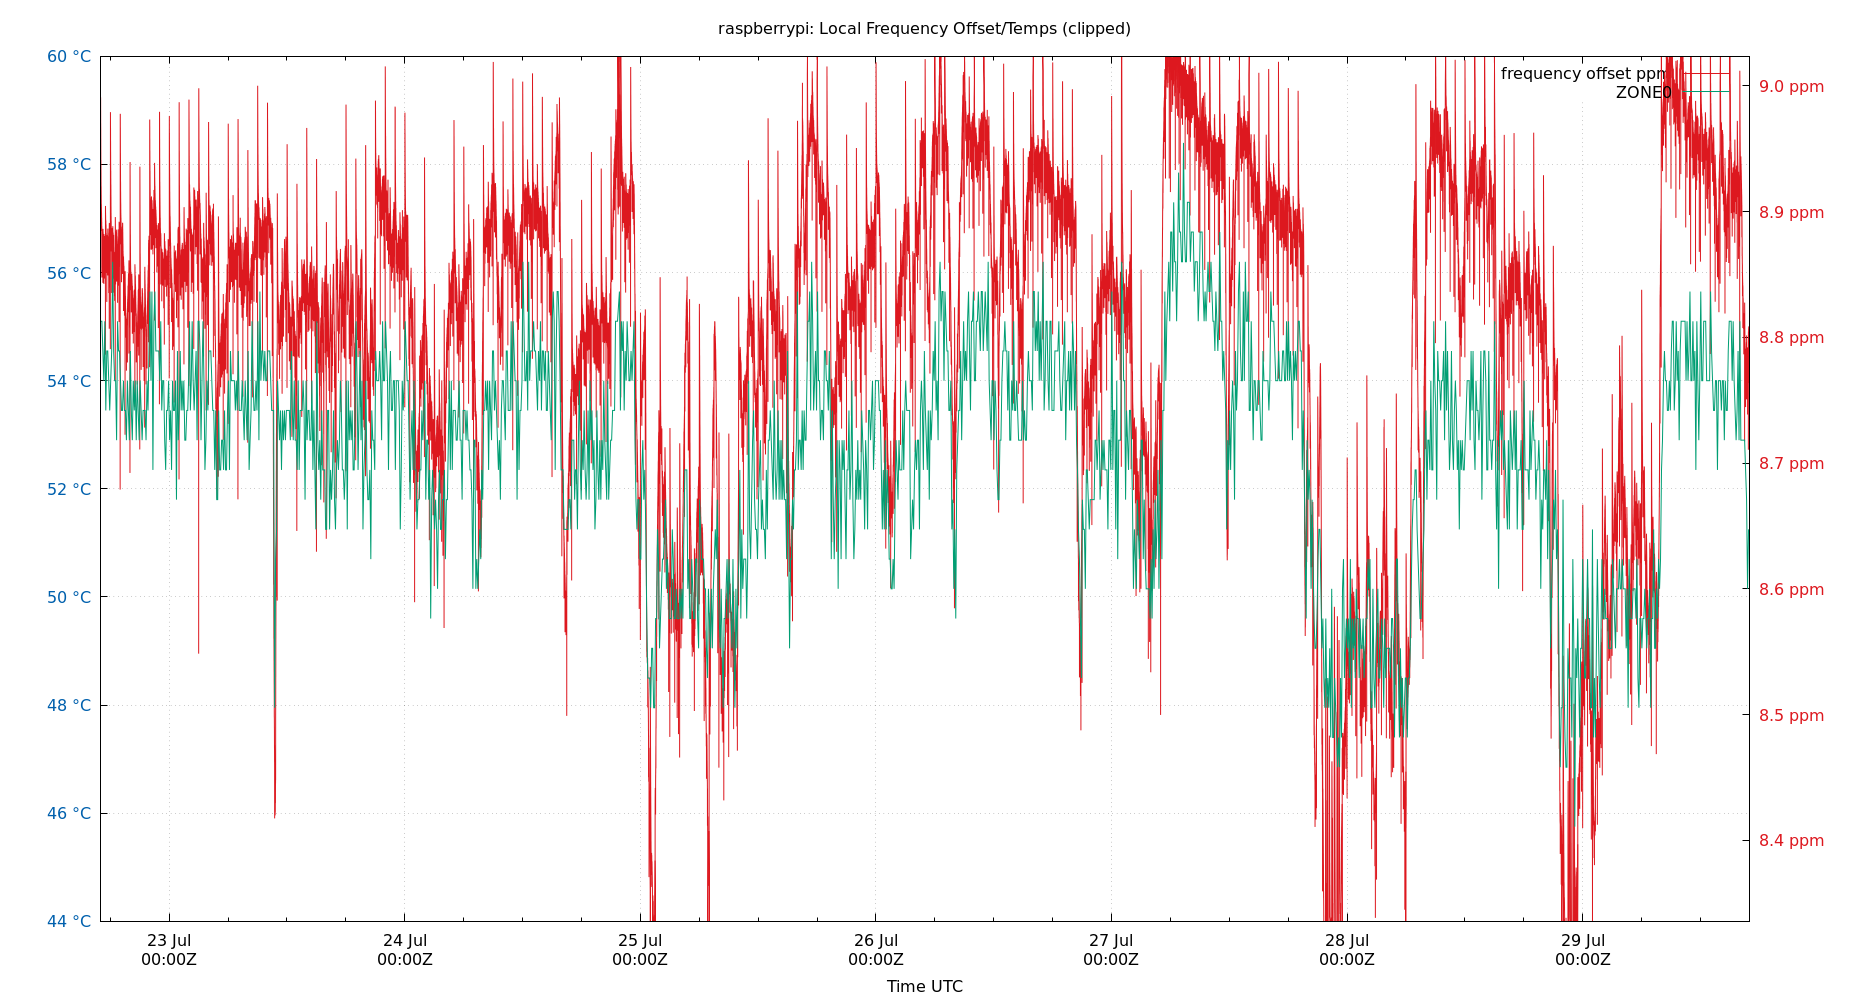 raspberrypi: Local Frequency Offset/Temps (clipped)
60 °C
58 °C
56 °C
54 °C
52 °C
50 °C
48 °C
46 °C
44 °C
frequency offset ppm
ZONE0
9.0 ppm
8.9 ppm
8.8 ppm
8.7 ppm
8.6 ppm
8.5 ppm
8.4 ppm
23 Jul
00:00Z
24 Jul
00:00Z
25 Jul
00:00Z
26 Jul
00:00Z
27 Jul
00:00Z
28 Jul
00:00Z
29 Jul
00:00Z
Time UTC